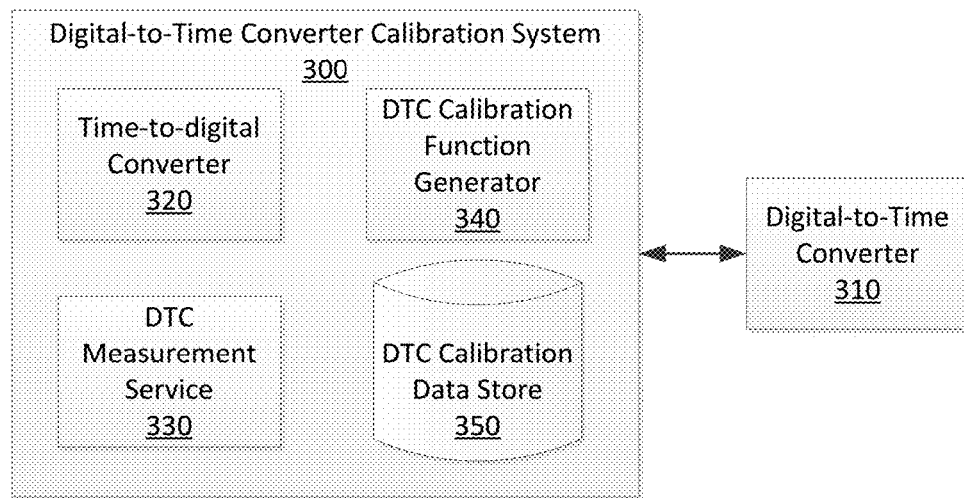 Digital-to-Time Converter Calibration System
300
Time-to-digital
Converter
320
DTC Calibration
Function
Generator
340
DTC
Measurement
Service
330
DTC Calibration
Data Store
350
Digital-to-Time
Converter
310